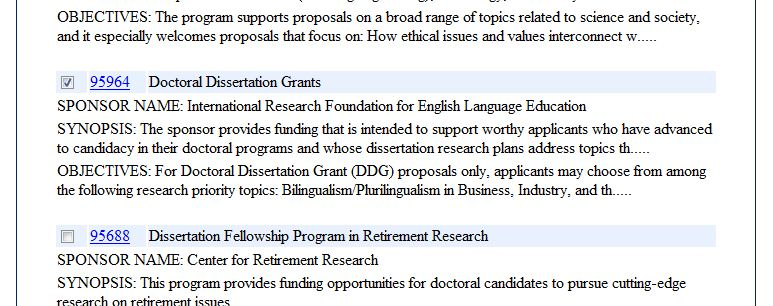 OBJECTIVES: The program supports proposals on a broad range of topics related to science and society,
and it especially welcomes proposals that focus on: How ethical issues and values interconnect w.....
95964 Doctoral Dissertation Grants
SPONSOR NAME: International Research Foundation for English Language Education
SYNOPSIS: The sponsor provides funding that is intended to support worthy applicants who have advanced
to candidacy in their doctoral programs and whose dissertation research plans address topics th.....
OBJECTIVES: For Doctoral Dissertation Grant (DDG) proposals only, applicants may choose from among
the following research priority topics: Bilingualism/Plurilingualism in Business, Industry, and th.....
95688 Dissertation Fellowship Program in Retirement Research
SPONSOR NAME: Center for Retirement Research
SYNOPSIS: This program provides funding opportunities for doctoral candidates to pursue cutting-edge
research on retirement issues